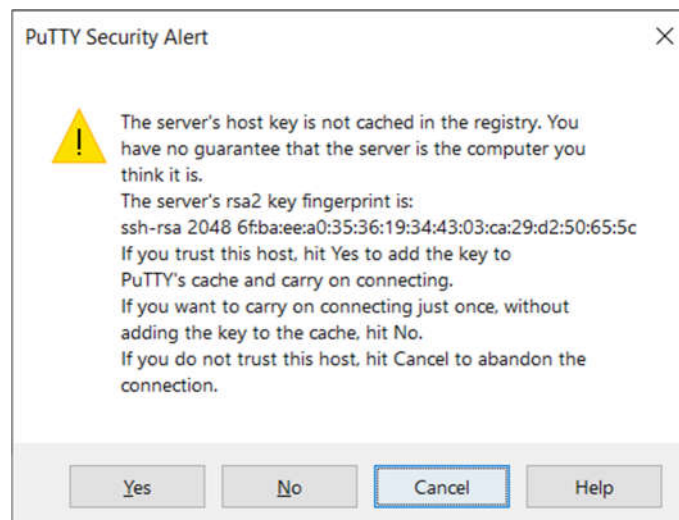 PuTTY Security Alert
The server's host key is not cached in the registry. You
have no guarantee that the server is the computer you
think it is.
The server's rsa2 key fingerprint is:
ssh-rsa 2048 6f:ba:ee:a0:35:36:19:34:43:03:ca:29:d2:50:65:5c
If you trust this host, hit Yes to add the key to
PuTTY's cache and carry on connecting.
If you want to carry on connecting just once, without
adding the key to the cache, hit No.
If you do not trust this host, hit Cancel to abandon the
connection.
Yes No Cancel Help